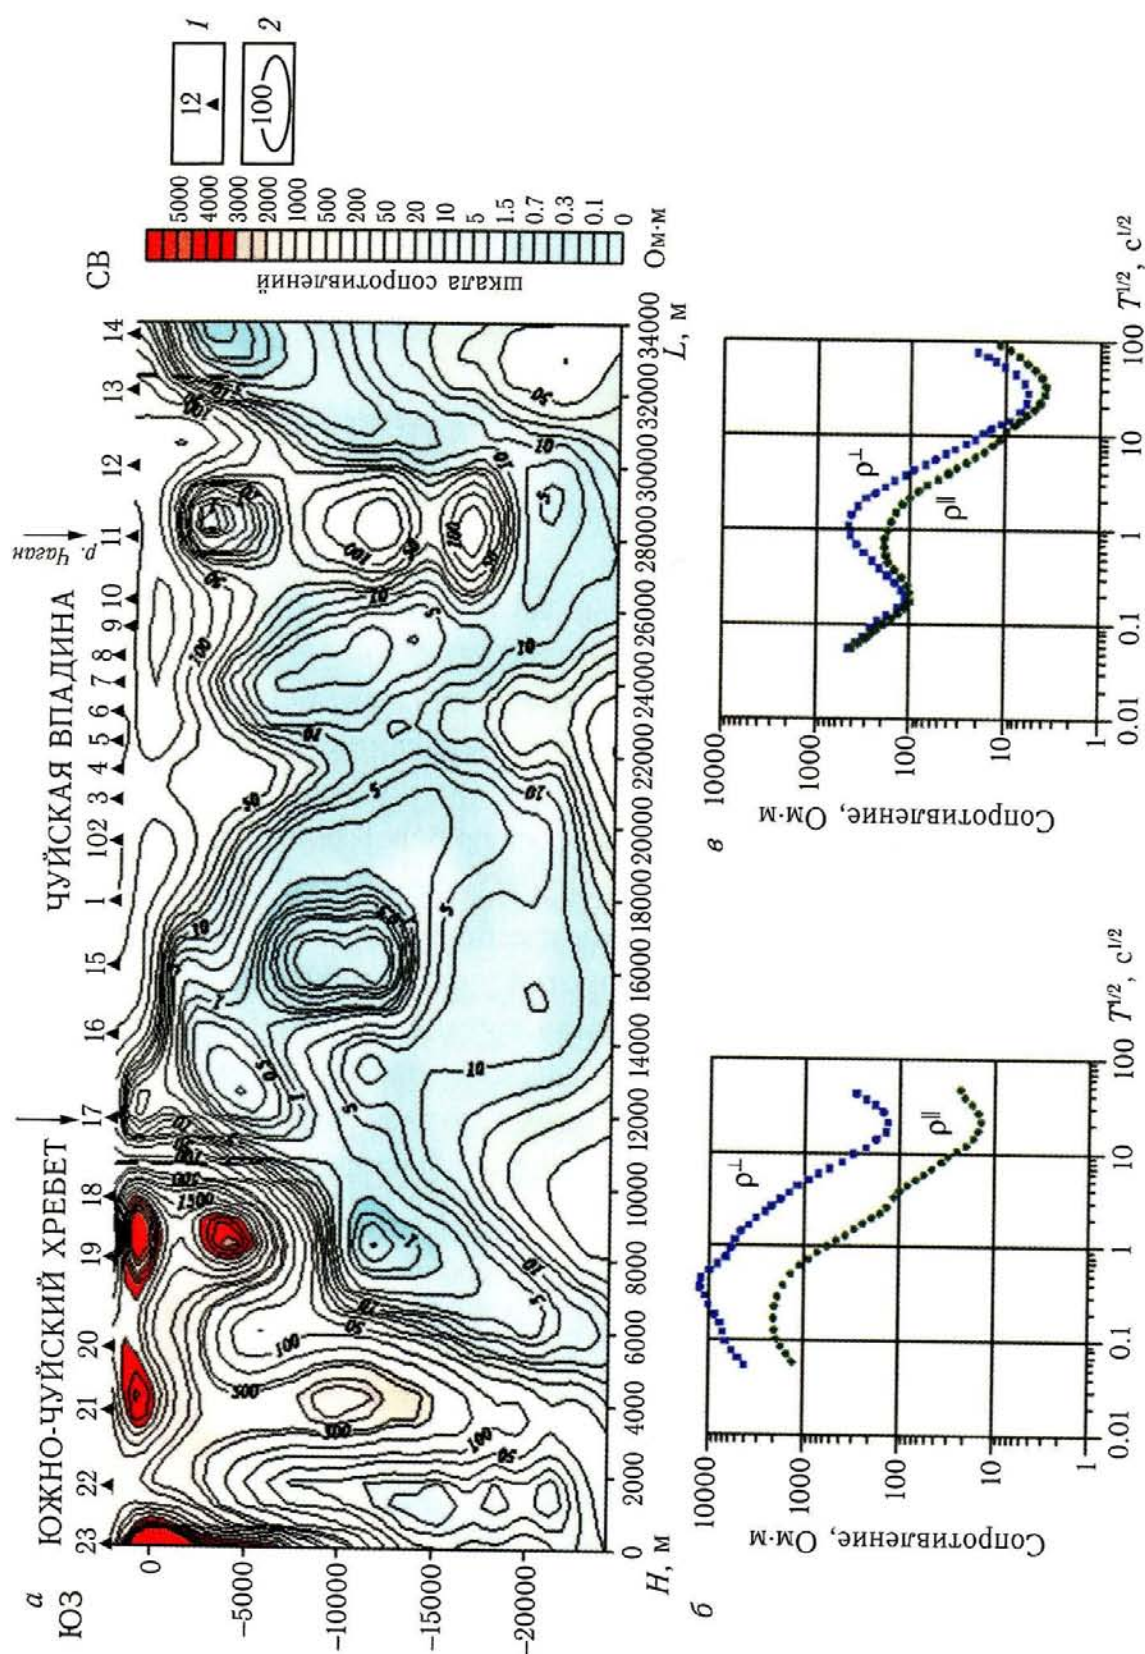 а
ЮЗ
ЮЖНО-ЧУЙСКИЙ ХРЕБЕТ
ЧУЙСКАЯ ВПАДИНА
р. Чаган
СВ
23 22 21 20 19 18 17 16 15 1 102 3 4 5 6 7 8 9 10 11 12 13 14
0
-5000
-10000
-15000
-20000
H, м
0 2000 4000 6000 8000 10000 12000 14000 16000 18000 20000 22000 24000 26000 28000 30000 32000 34000
L, м
шкала сопротивлений
5000
4000
3000
2000
1000
500
200
50
20
10
5
1.5
0.7
0.3
0.1
0
Ом·м
12
1
100
2
б
Сопротивление, Ом·м
10000
1000
100
10
1
0.01 0.1 1 10 100
T1/2, с1/2
ρ⊥
ρ||
в
Сопротивление, Ом·м
10000
1000
100
10
1
0.01 0.1 1 10 100
T1/2, с1/2
ρ⊥
ρ||